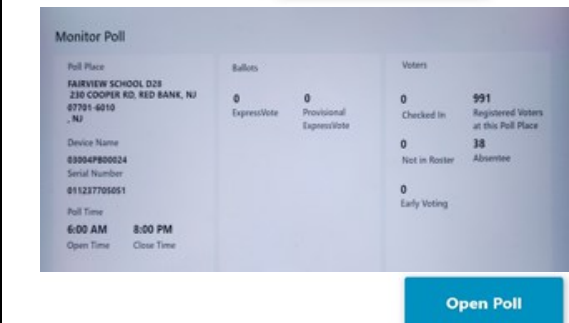 Monitor Poll
Poll Place
FAIRVIEW SCHOOL D28
230 COOPER RD, RED BANK, NJ
07701-6010
, NJ
Device Name
03004PB00024
Serial Number
011237705051
Poll Time
6:00 AM
Open Time
8:00 PM
Close Time
Ballots
0
ExpressVote
0
Provisional
ExpressVote
Voters
0
Checked In
991
Registered Voters
at this Poll Place
0
Not in Roster
38
Absentee
0
Early Voting
Open Poll